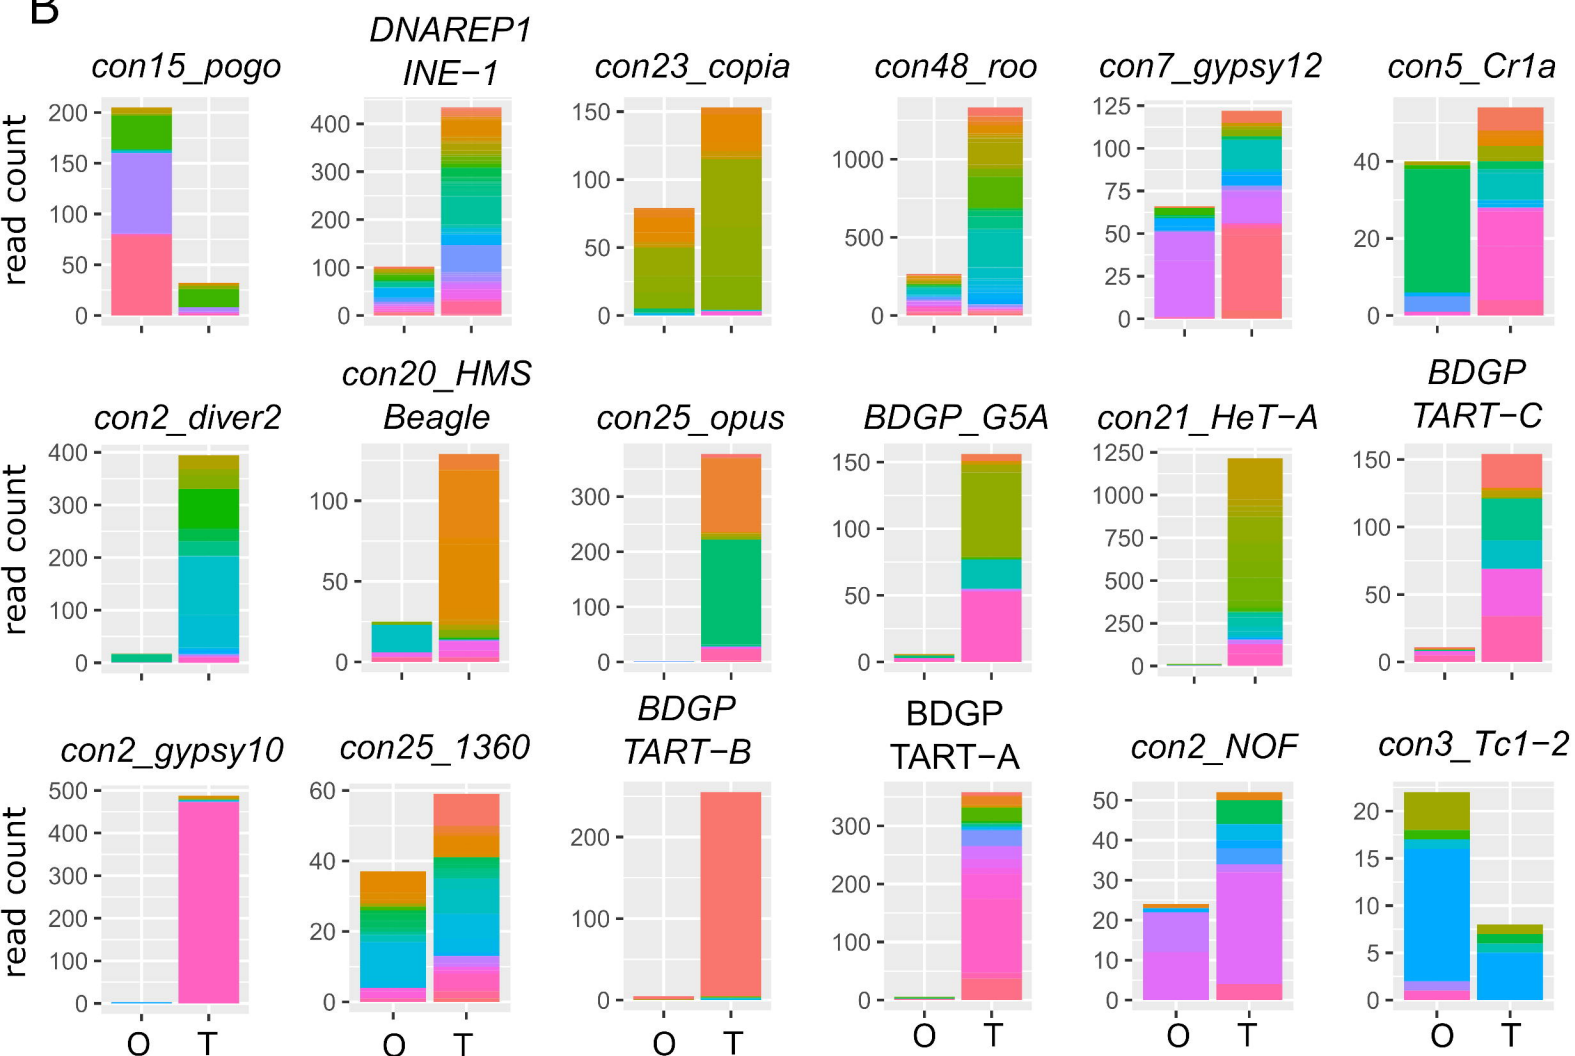 B
con15_pogo
DNAREP1
INE−1
con23_copia
con48_roo
con7_gypsy12
con5_Cr1a
read count
200
150
100
50
0
400
300
200
100
0
150
100
50
0
1000
500
0
125
100
75
50
25
0
40
20
0
con2_diver2
con20_HMS
Beagle
con25_opus
BDGP_G5A
con21_HeT−A
BDGP
TART−C
read count
400
300
200
100
0
100
50
0
300
200
100
0
150
100
50
0
1250
1000
750
500
250
0
150
100
50
0
con2_gypsy10
con25_1360
BDGP
TART−B
BDGP
TART−A
con2_NOF
con3_Tc1−2
read count
500
400
300
200
100
0
60
40
20
0
200
100
0
300
200
100
0
50
40
30
20
10
0
20
15
10
5
0
O T
O T
O T
O T
O T